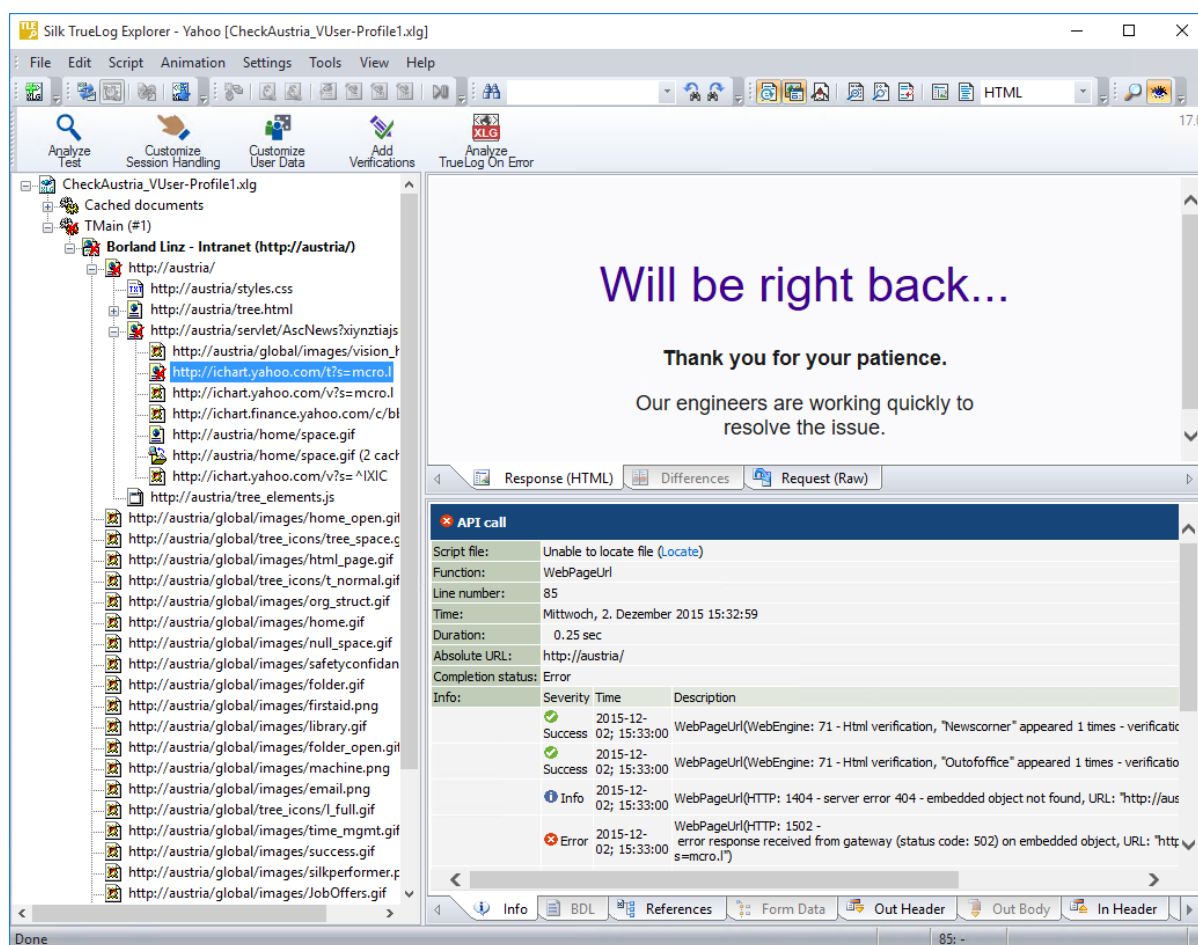 Silk TrueLog Explorer - Yahoo [CheckAustria_VUser-Profile1.xlg]
File Edit Script Animation Settings Tools View Help
HTML
17.0
Analyze Test
Customize Session Handling
Customize User Data
Add Verifications
XLG
Analyze TrueLog On Error
CheckAustria_VUser-Profile1.xlg
Cached documents
TMain (#1)
Borland Linz - Intranet (http://austria/)
http://austria/
http://austria/styles.css
http://austria/tree.html
http://austria/servlet/AscNews?xiynztiajs
http://austria/global/images/vision_h
http://ichart.yahoo.com/t?s=mcro.l
http://ichart.yahoo.com/v?s=mcro.l
http://ichart.finance.yahoo.com/c/bb
http://austria/home/space.gif
http://austria/home/space.gif (2 cach
http://ichart.yahoo.com/v?s=^IXIC
http://austria/tree_elements.js
http://austria/global/images/home_open.gif
http://austria/global/tree_icons/tree_space.g
http://austria/global/images/html_page.gif
http://austria/global/tree_icons/t_normal.gif
http://austria/global/images/org_struct.gif
http://austria/global/images/home.gif
http://austria/global/images/null_space.gif
http://austria/global/images/safetyconfidan
http://austria/global/images/folder.gif
http://austria/global/images/firstaid.png
http://austria/global/images/library.gif
http://austria/global/images/folder_open.gif
http://austria/global/images/machine.png
http://austria/global/images/email.png
http://austria/global/tree_icons/l_full.gif
http://austria/global/images/time_mgmt.gif
http://austria/global/images/success.gif
http://austria/global/images/silkperformer.p
http://austria/global/images/JobOffers.gif
Will be right back...
Thank you for your patience.
Our engineers are working quickly to
resolve the issue.
Response (HTML) Differences Request (Raw)
API call
Script file: Unable to locate file (Locate)
Function: WebPageUrl
Line number: 85
Time: Mittwoch, 2. Dezember 2015 15:32:59
Duration: 0.25 sec
Absolute URL: http://austria/
Completion status: Error
Info: Severity Time Description
Success 2015-12-02; 15:33:00 WebPageUrl(WebEngine: 71 - Html verification, "Newscorner" appeared 1 times - verificatic
Success 2015-12-02; 15:33:00 WebPageUrl(WebEngine: 71 - Html verification, "Outofoffice" appeared 1 times - verificatio
Info 2015-12-02; 15:33:00 WebPageUrl(HTTP: 1404 - server error 404 - embedded object not found, URL: "http://aus
Error 2015-12-02; 15:33:00 WebPageUrl(HTTP: 1502 -
error response received from gateway (status code: 502) on embedded object, URL: "http
s=mcro.l")
Info BDL References Form Data Out Header Out Body In Header
Done 85: -